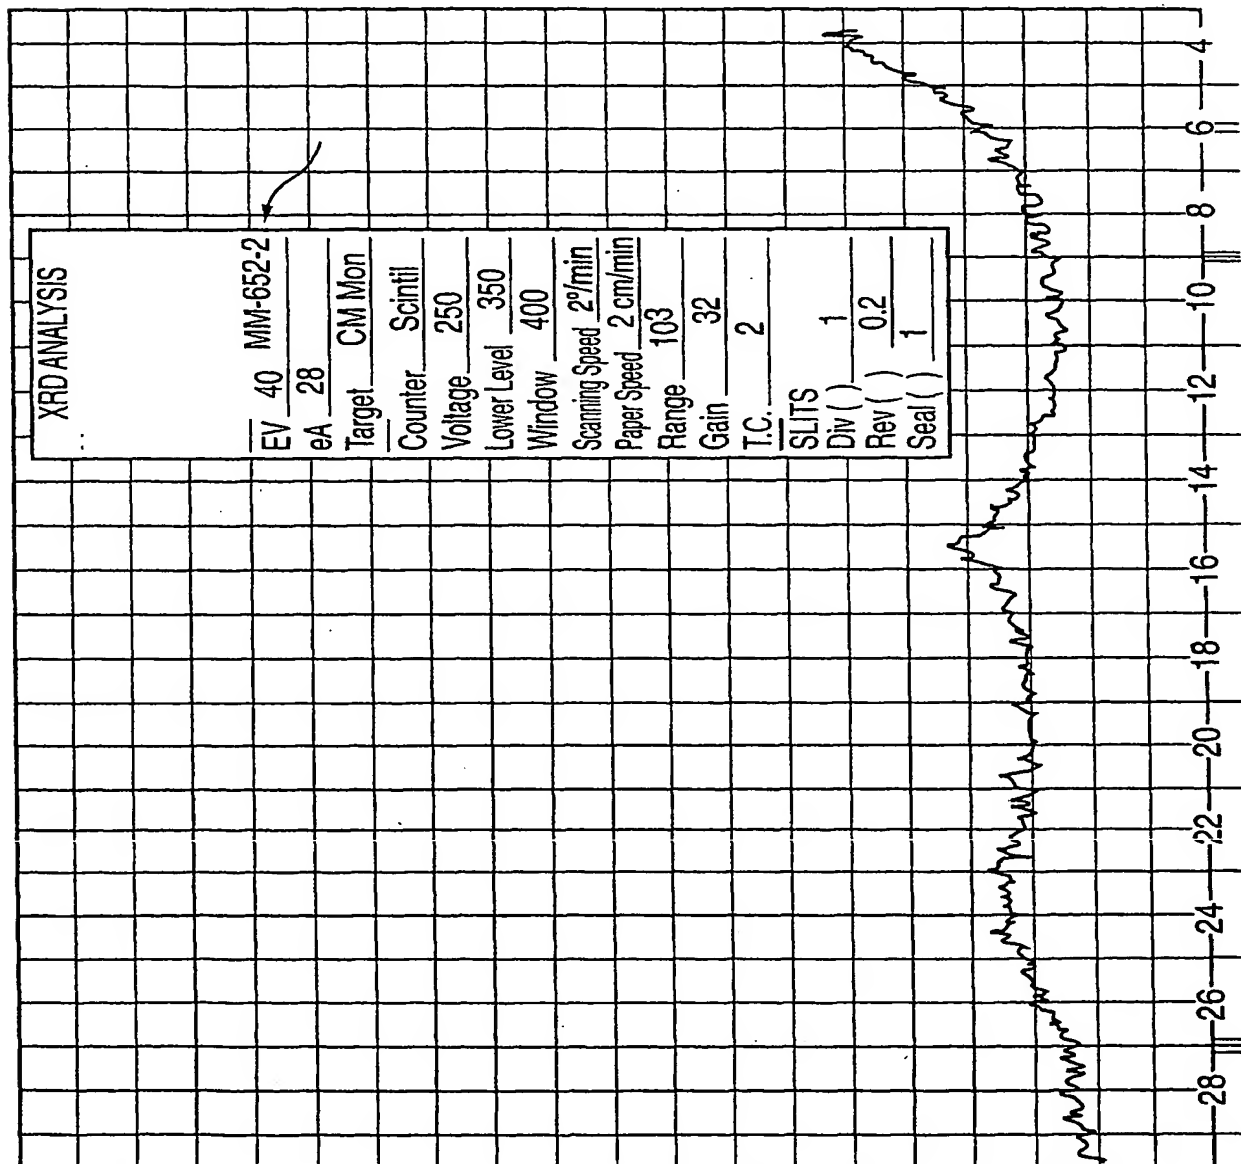 XRD ANALYSIS
MM-652-2
EV 40
eA 28
Target CM Mon
Counter Scintil
Voltage 250
Lower Level 350
Window 400
Scanning Speed 2º/min
Paper Speed 2 cm/min
Range 10³
Gain 32
T.C. 2
SLITS
Div ( ) 1
Rev ( ) 0.2
Seal ( ) 1
4
6
8
10
12
14
16
18
20
22
24
26
28